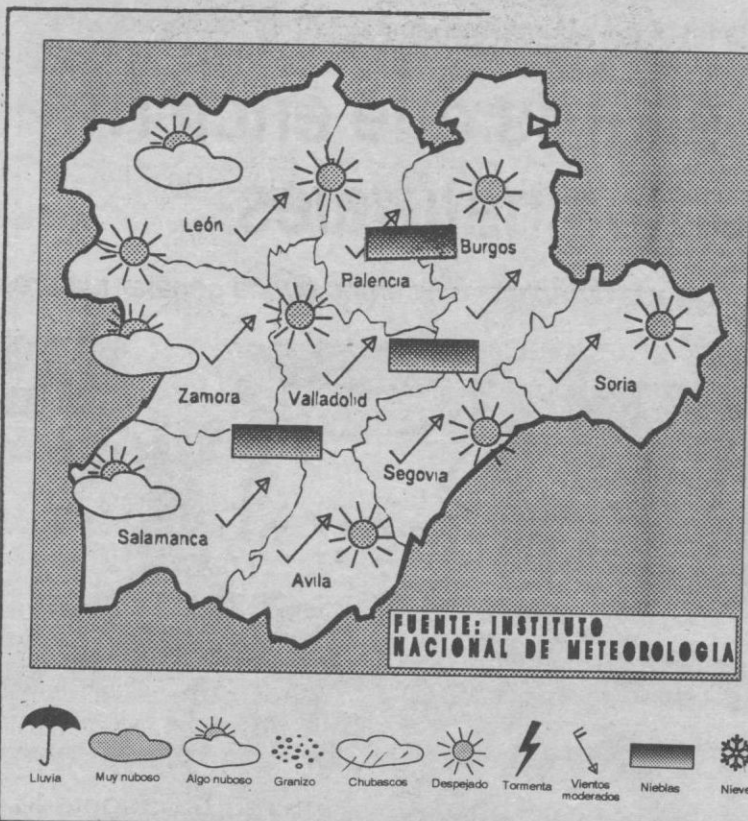 León
Burgos
Palencia
Zamora
Valladolid
Soria
Segovia
Salamanca
Avila
FUENTE: INSTITUTO
NACIONAL DE METEOROLOGIA
Lluvia
Muy nuboso
Algo nuboso
Granizo
Chubascos
Despejado
Tormenta
Vientos
moderados
Nieblas
Nieve